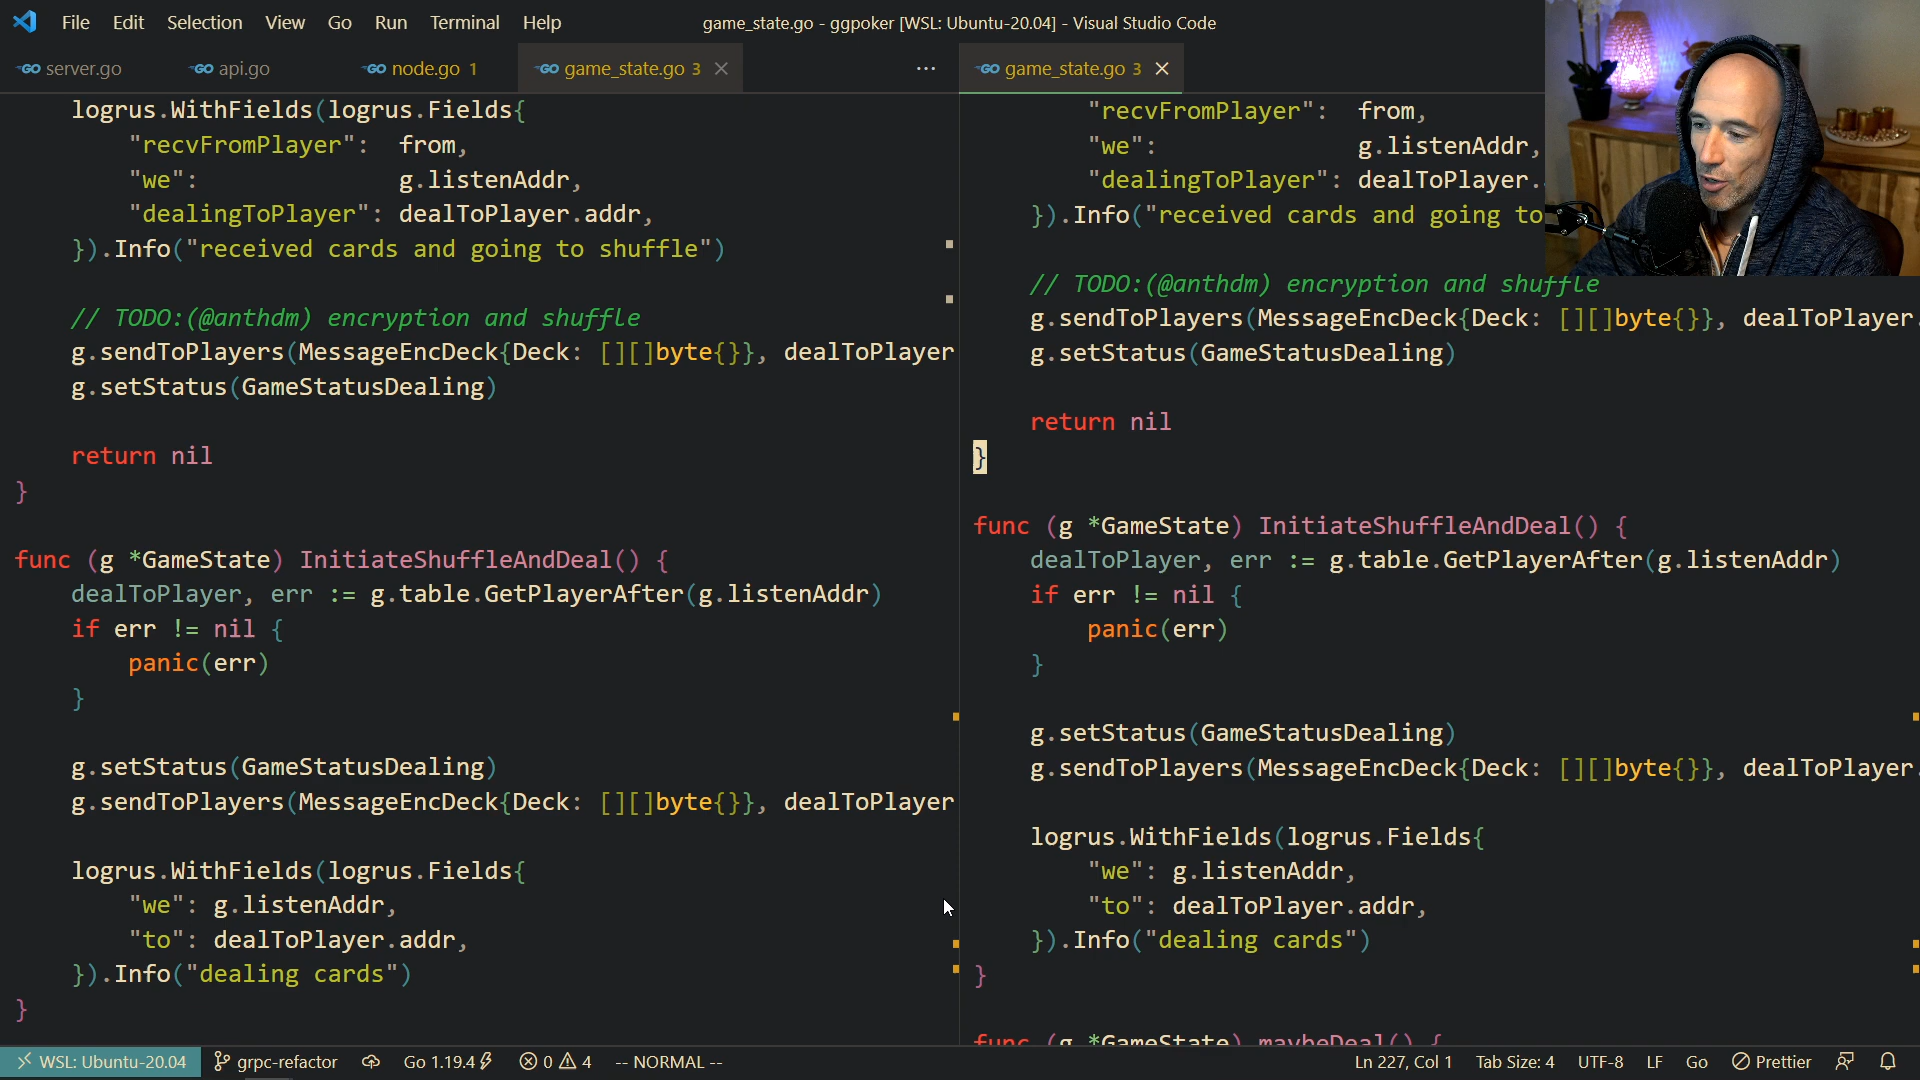 File Edit Selection View Go Run Terminal Help
game_state.go - ggpoker [WSL: Ubuntu-20.04] - Visual Studio Code
GO server.go GO api.go GO node.go 1 GO game_state.go 3 ···
GO game_state.go 3
logrus.WithFields(logrus.Fields{
"recvFromPlayer": from,
"we": g.listenAddr,
"dealingToPlayer": dealToPlayer.addr,
}).Info("received cards and going to shuffle")
// TODO:(@anthdm) encryption and shuffle
g.sendToPlayers(MessageEncDeck{Deck: [][]byte{}}, dealToPlayer
g.setStatus(GameStatusDealing)
return nil
}
func (g *GameState) InitiateShuffleAndDeal() {
dealToPlayer, err := g.table.GetPlayerAfter(g.listenAddr)
if err != nil {
panic(err)
}
g.setStatus(GameStatusDealing)
g.sendToPlayers(MessageEncDeck{Deck: [][]byte{}}, dealToPlayer
logrus.WithFields(logrus.Fields{
"we": g.listenAddr,
"to": dealToPlayer.addr,
}).Info("dealing cards")
}
"recvFromPlayer": from,
"we": g.listenAddr,
"dealingToPlayer": dealToPlayer.
}).Info("received cards and going to
// TODO:(@anthdm) encryption and shuffle
g.sendToPlayers(MessageEncDeck{Deck: [][]byte{}}, dealToPlayer.
g.setStatus(GameStatusDealing)
return nil
}
func (g *GameState) InitiateShuffleAndDeal() {
dealToPlayer, err := g.table.GetPlayerAfter(g.listenAddr)
if err != nil {
panic(err)
}
g.setStatus(GameStatusDealing)
g.sendToPlayers(MessageEncDeck{Deck: [][]byte{}}, dealToPlayer.
logrus.WithFields(logrus.Fields{
"we": g.listenAddr,
"to": dealToPlayer.addr,
}).Info("dealing cards")
}
func (g *GameState) maybeDeal() {
WSL: Ubuntu-20.04 grpc-refactor Go 1.19.4 0 4 -- NORMAL --
Ln 227, Col 1 Tab Size: 4 UTF-8 LF Go Prettier